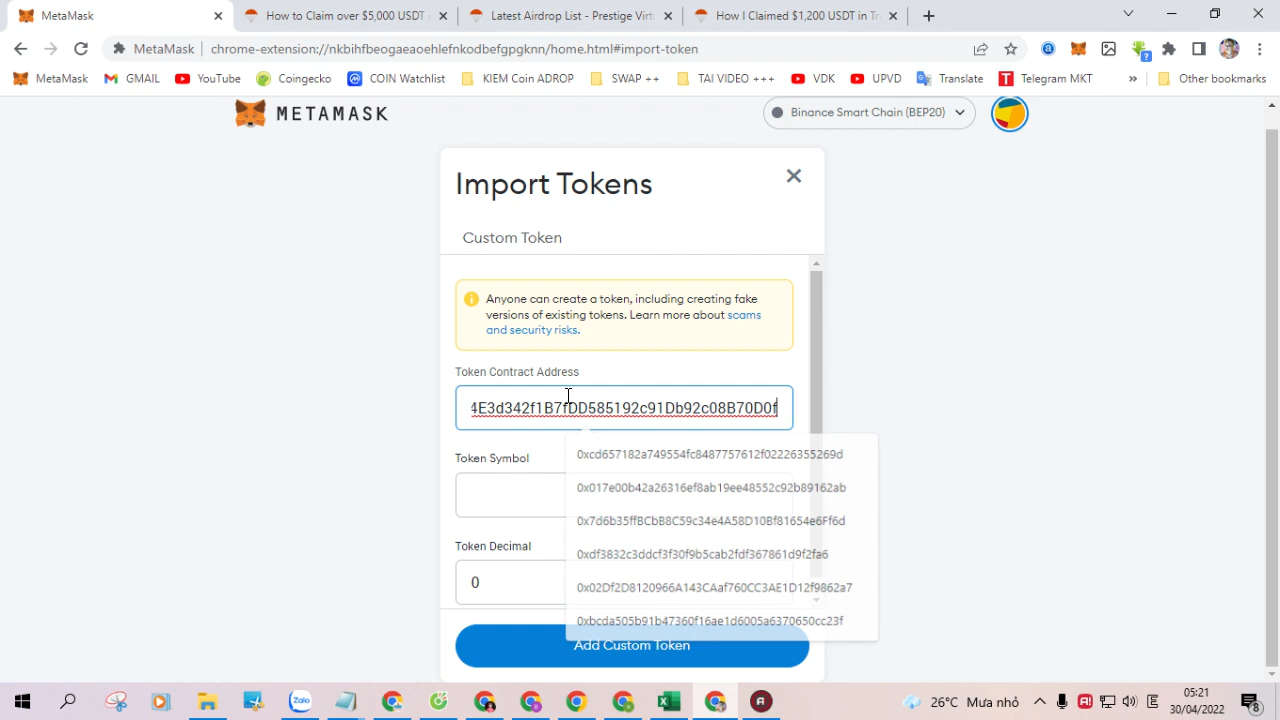 MetaMask
How to Claim over $5,000 USDT I
Latest Airdrop List - Prestige Virt
How I Claimed $1,200 USDT in Tr
MetaMask | chrome-extension://nkbihfbeogaeaoehlefnkodbefgpgknn/home.html#import-token
MetaMask GMAIL YouTube Coingecko COIN Watchlist KIEM Coin ADROP SWAP ++ TAI VIDEO +++ VDK UPVD Translate Telegram MKT » Other bookmarks
METAMASK
Binance Smart Chain (BEP20)
Import Tokens
Custom Token
Anyone can create a token, including creating fake
versions of existing tokens. Learn more about scams
and security risks.
Token Contract Address
4E3d342f1B7fDD585192c91Db92c08B70D0f
0xcd657182a749554fc8487757612f02226355269d
Token Symbol
0x017e00b42a26316ef8ab19ee48552c92b89162ab
0x7d6b35ffBCbB8C59c34e4A58D10Bf81654e6Ff6d
Token Decimal
0xdf3832c3ddcf3f30f9b5cab2fdf367861d9f2fa6
0
0x02Df2D8120966A143CAaf760CC3AE1D12f9862a7
0xbcda505b91b47360f16ae1d6005a6370650cc23f
Add Custom Token
Zalo
26°C Mưa nhỏ
05:21
30/04/2022
8